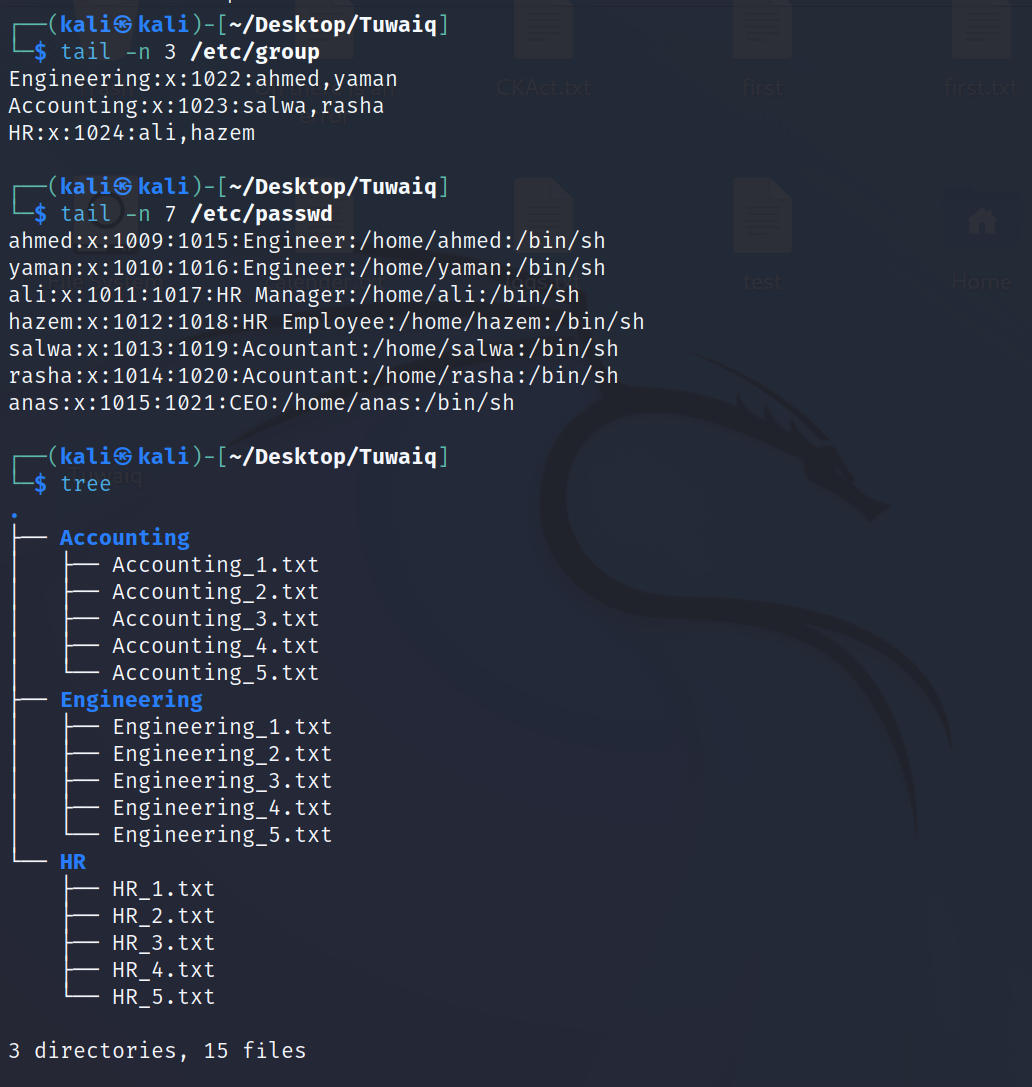 ┌──(kali㉿kali)-[~/Desktop/Tuwaiq]
└─$ tail -n 3 /etc/group
Engineering:x:1022:ahmed,yaman
Accounting:x:1023:salwa,rasha
HR:x:1024:ali,hazem
┌──(kali㉿kali)-[~/Desktop/Tuwaiq]
└─$ tail -n 7 /etc/passwd
ahmed:x:1009:1015:Engineer:/home/ahmed:/bin/sh
yaman:x:1010:1016:Engineer:/home/yaman:/bin/sh
ali:x:1011:1017:HR Manager:/home/ali:/bin/sh
hazem:x:1012:1018:HR Employee:/home/hazem:/bin/sh
salwa:x:1013:1019:Acountant:/home/salwa:/bin/sh
rasha:x:1014:1020:Acountant:/home/rasha:/bin/sh
anas:x:1015:1021:CEO:/home/anas:/bin/sh
┌──(kali㉿kali)-[~/Desktop/Tuwaiq]
└─$ tree
.
├── Accounting
│   ├── Accounting_1.txt
│   ├── Accounting_2.txt
│   ├── Accounting_3.txt
│   ├── Accounting_4.txt
│   └── Accounting_5.txt
├── Engineering
│   ├── Engineering_1.txt
│   ├── Engineering_2.txt
│   ├── Engineering_3.txt
│   ├── Engineering_4.txt
│   └── Engineering_5.txt
└── HR
    ├── HR_1.txt
    ├── HR_2.txt
    ├── HR_3.txt
    ├── HR_4.txt
    └── HR_5.txt
3 directories, 15 files
CKAct.txt
first
first.txt
test
Home
Tuwaiq